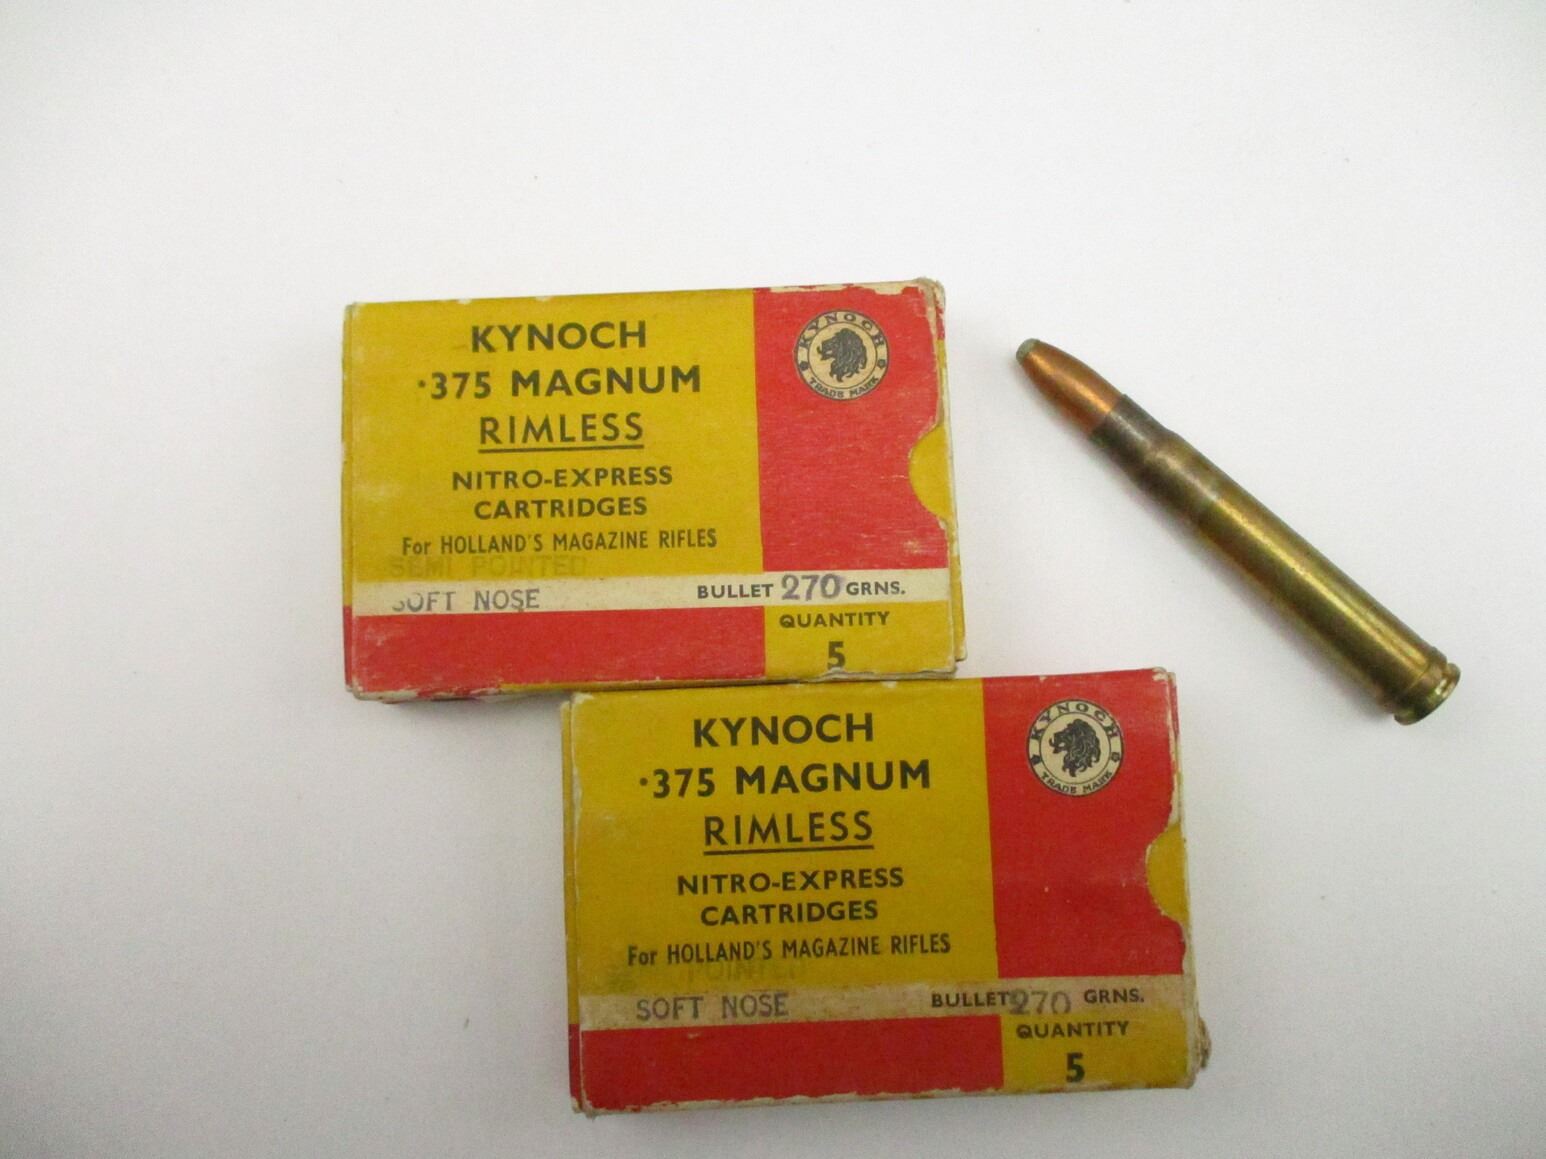 KYNOCH
·375 MAGNUM
RIMLESS
NITRO-EXPRESS
CARTRIDGES
For HOLLAND'S MAGAZINE RIFLES
SEMI POINTED
SOFT NOSE
BULLET 270 GRNS.
QUANTITY
5
KYNOCH
TRADE MARK
KYNOCH
·375 MAGNUM
RIMLESS
NITRO-EXPRESS
CARTRIDGES
For HOLLAND'S MAGAZINE RIFLES
POINTED
SOFT NOSE
BULLET 270 GRNS.
QUANTITY
5
KYNOCH
TRADE MARK